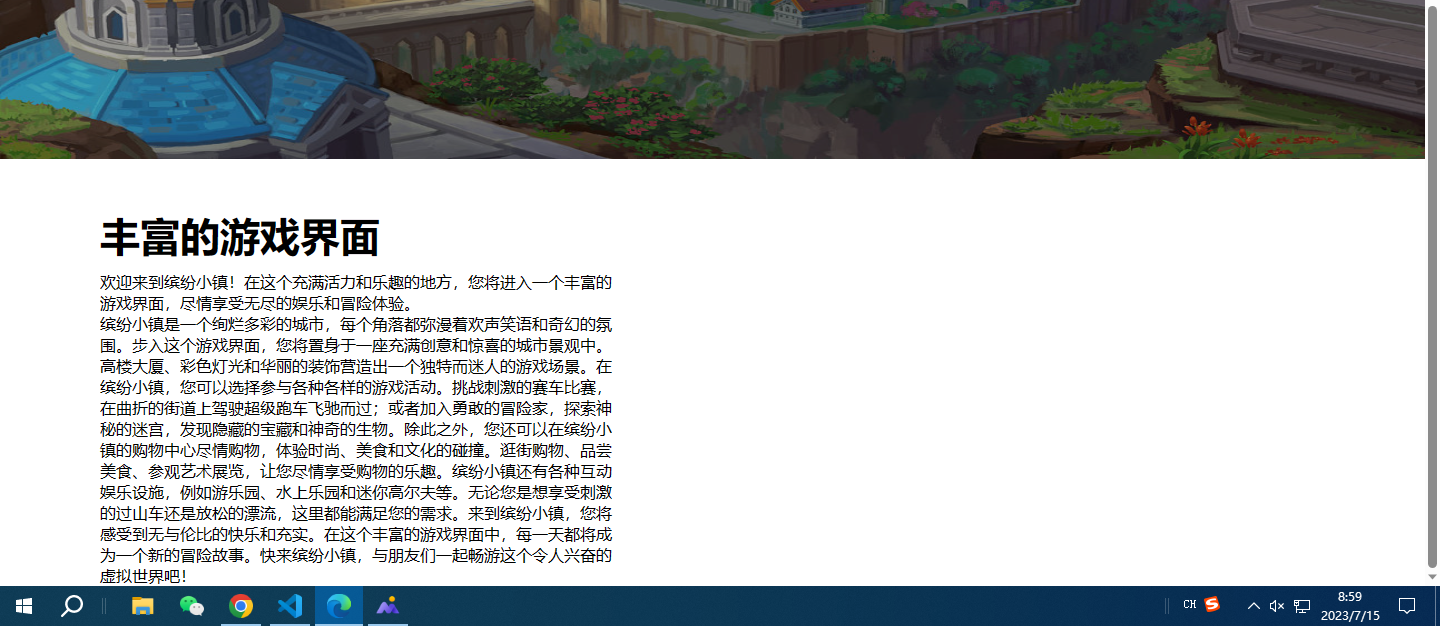 丰富的游戏界面
欢迎来到缤纷小镇！在这个充满活力和乐趣的地方，您将进入一个丰富的
游戏界面，尽情享受无尽的娱乐和冒险体验。
缤纷小镇是一个绚烂多彩的城市，每个角落都弥漫着欢声笑语和奇幻的氛
围。步入这个游戏界面，您将置身于一座充满创意和惊喜的城市景观中。
高楼大厦、彩色灯光和华丽的装饰营造出一个独特而迷人的游戏场景。在
缤纷小镇，您可以选择参与各种各样的游戏活动。挑战刺激的赛车比赛，
在曲折的街道上驾驶超级跑车飞驰而过；或者加入勇敢的冒险家，探索神
秘的迷宫，发现隐藏的宝藏和神奇的生物。除此之外，您还可以在缤纷小
镇的购物中心尽情购物，体验时尚、美食和文化的碰撞。逛街购物、品尝
美食、参观艺术展览，让您尽情享受购物的乐趣。缤纷小镇还有各种互动
娱乐设施，例如游乐园、水上乐园和迷你高尔夫等。无论您是想享受刺激
的过山车还是放松的漂流，这里都能满足您的需求。来到缤纷小镇，您将
感受到无与伦比的快乐和充实。在这个丰富的游戏界面中，每一天都将成
为一个新的冒险故事。快来缤纷小镇，与朋友们一起畅游这个令人兴奋的
虚拟世界吧！
CH
8:59
2023/7/15